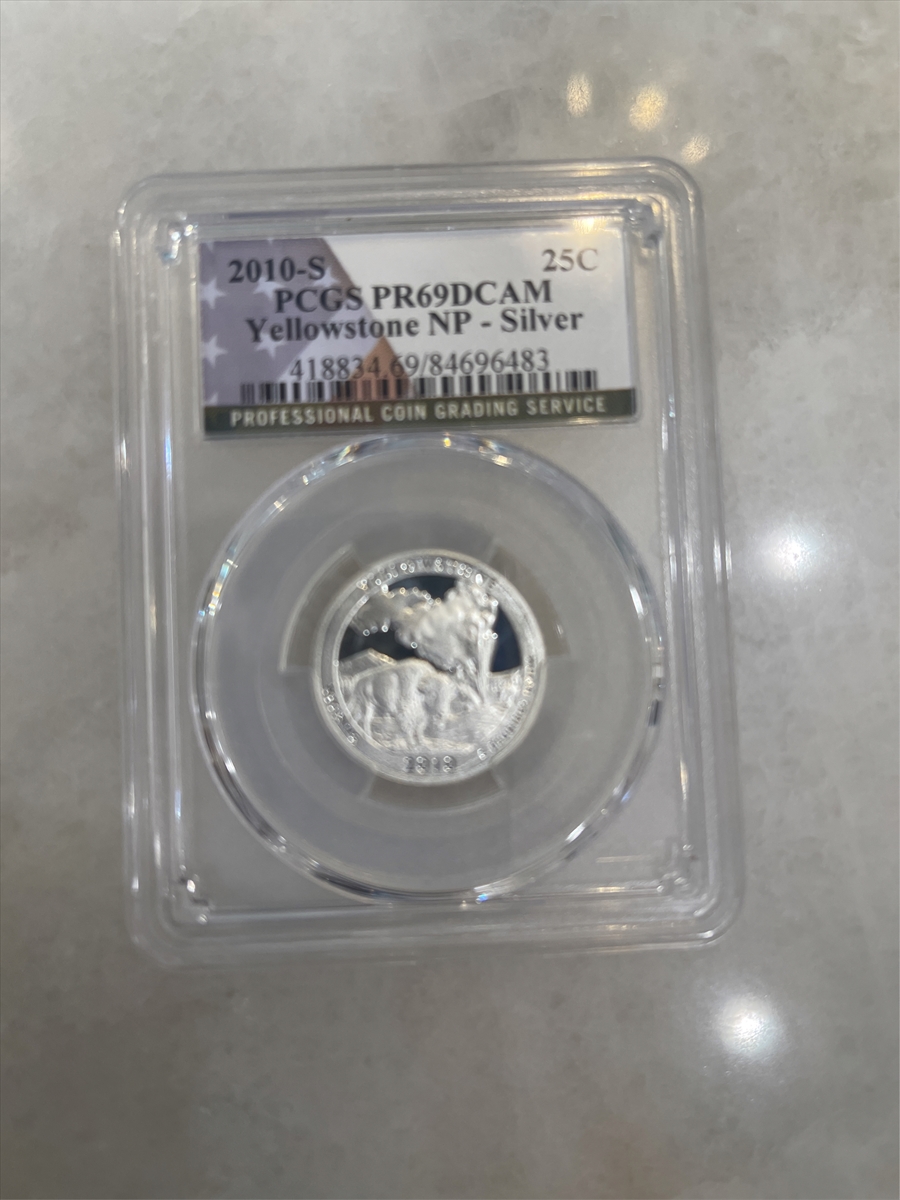 2010-S 25C
PCGS PR69DCAM
Yellowstone NP - Silver
418834.69/84696483
PROFESSIONAL COIN GRADING SERVICE